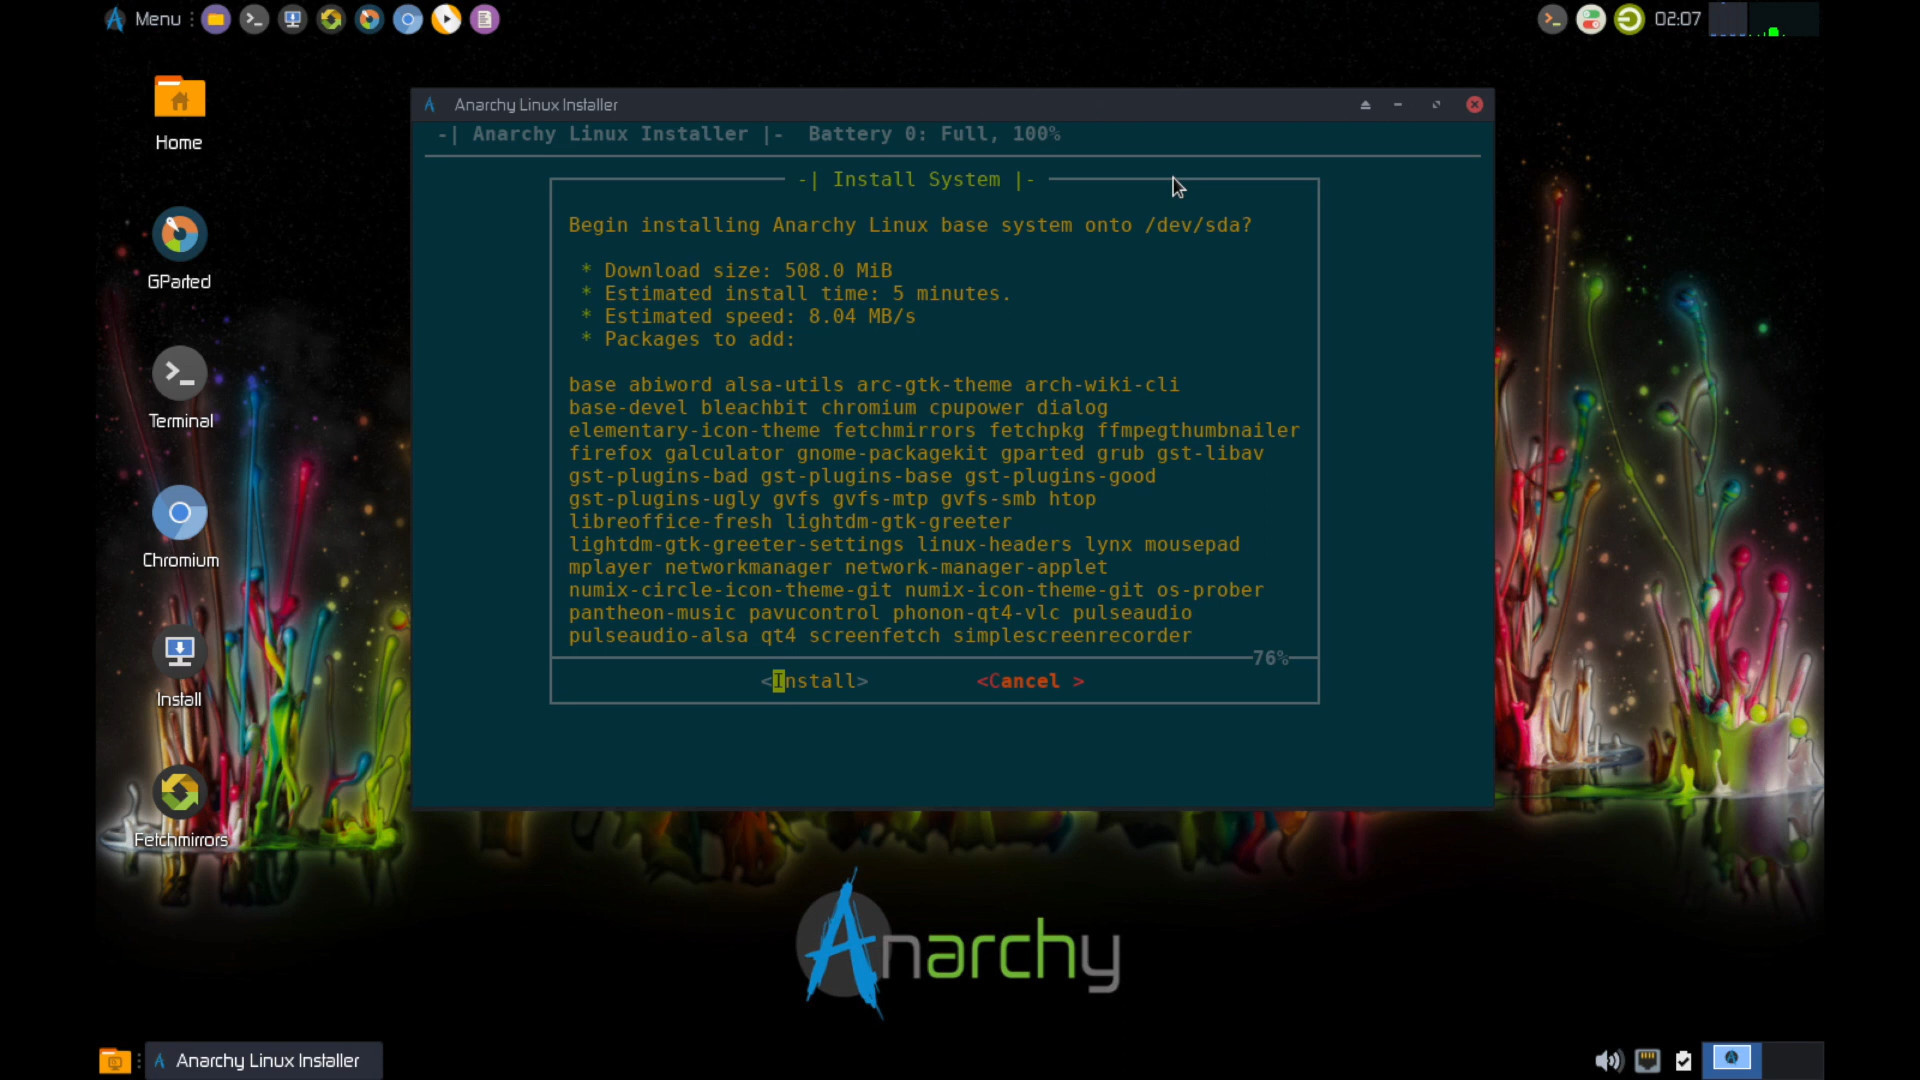 Menu
02:07
Home
GParted
Terminal
Chromium
Install
Fetchmirrors
Anarchy Linux Installer
-| Anarchy Linux Installer |- Battery 0: Full, 100%
-| Install System |-
Begin installing Anarchy Linux base system onto /dev/sda?
* Download size: 508.0 MiB
* Estimated install time: 5 minutes.
* Estimated speed: 8.04 MB/s
* Packages to add:
base abiword alsa-utils arc-gtk-theme arch-wiki-cli
base-devel bleachbit chromium cpupower dialog
elementary-icon-theme fetchmirrors fetchpkg ffmpegthumbnailer
firefox galculator gnome-packagekit gparted grub gst-libav
gst-plugins-bad gst-plugins-base gst-plugins-good
gst-plugins-ugly gvfs gvfs-mtp gvfs-smb htop
libreoffice-fresh lightdm-gtk-greeter
lightdm-gtk-greeter-settings linux-headers lynx mousepad
mplayer networkmanager network-manager-applet
numix-circle-icon-theme-git numix-icon-theme-git os-prober
pantheon-music pavucontrol phonon-qt4-vlc pulseaudio
pulseaudio-alsa qt4 screenfetch simplescreenrecorder
76%
<Install> <Cancel >
Anarchy
Anarchy Linux Installer